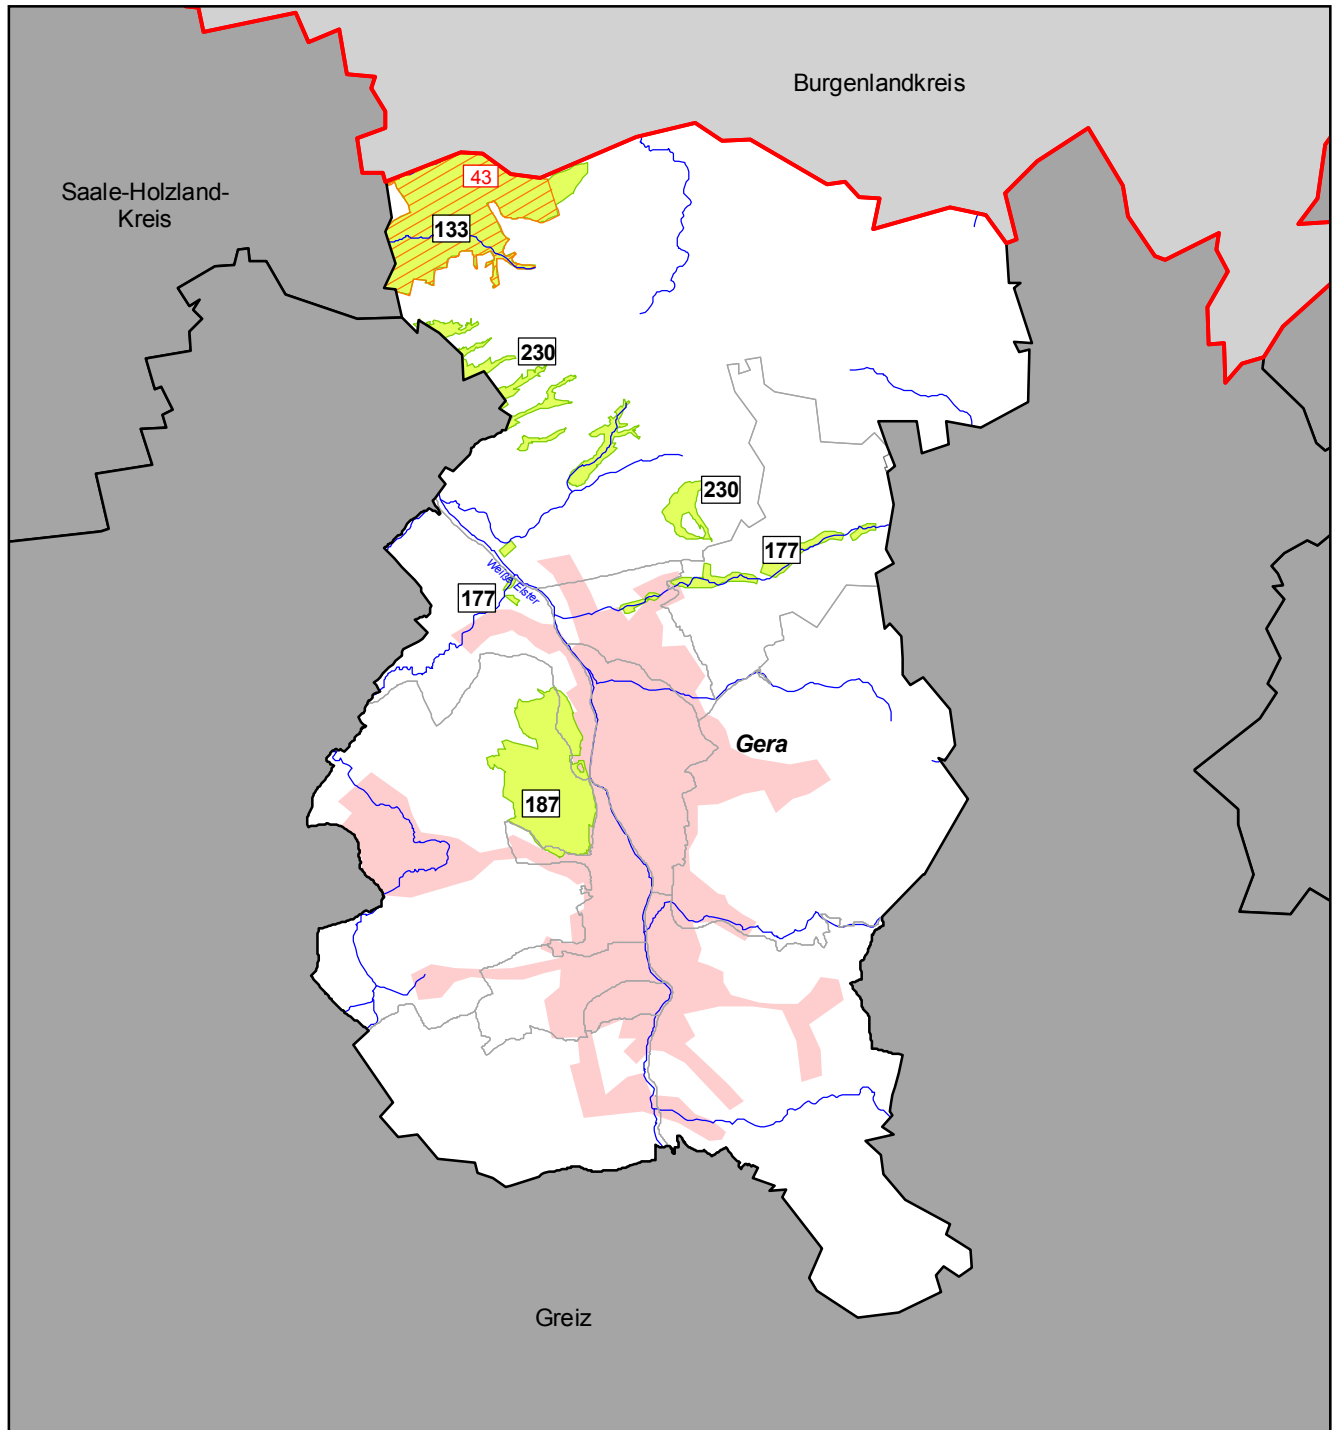 Burgenlandkreis
43
Saale-Holzland-
Kreis
133
230
230
177
Weiße Elster
177
Gera
187
Greiz